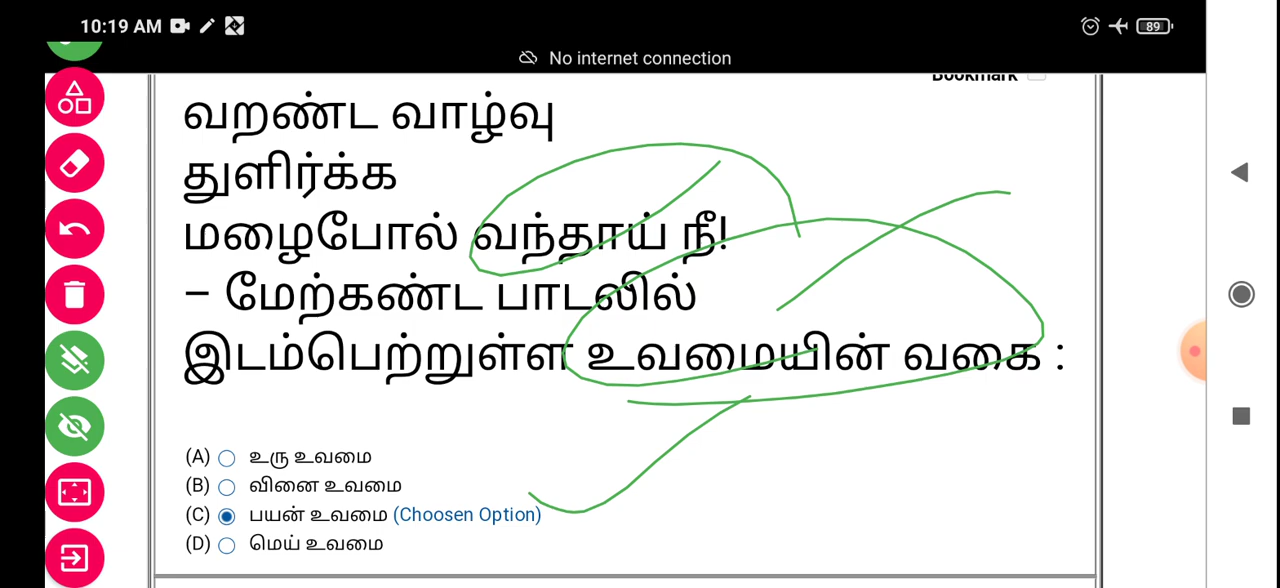 10:19 AM
89
No internet connection
Bookmark
வறண்ட வாழ்வு
துளிர்க்க
மழைபோல் வந்தாய் நீ!
– மேற்கண்ட பாடலில்
இடம்பெற்றுள்ள உவமையின் வகை :
(A) உரு உவமை
(B) வினை உவமை
(C) பயன் உவமை (Choosen Option)
(D) மெய் உவமை